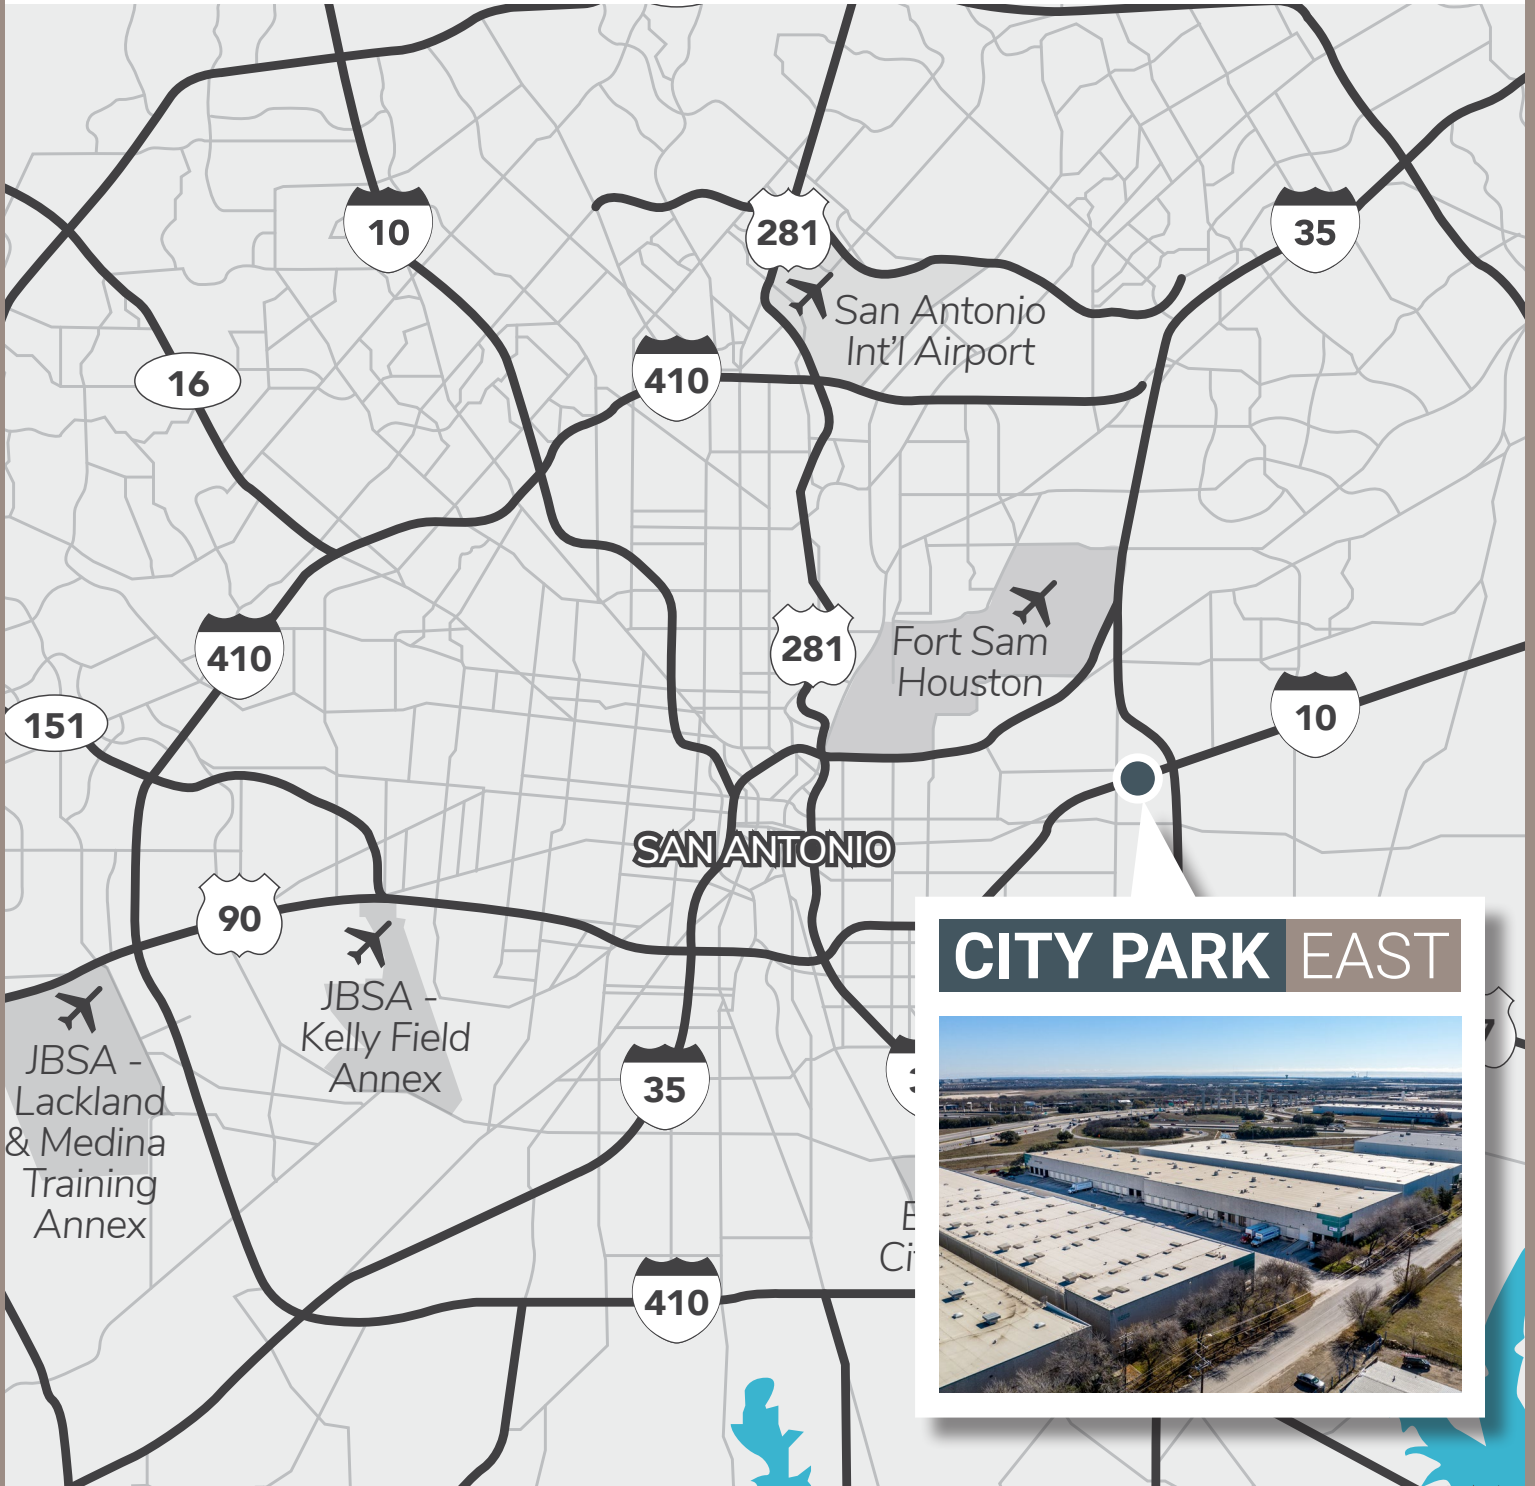 10
281
35
San Antonio
Int'l Airport
410
16
Fort Sam
Houston
281
410
10
151
SAN ANTONIO
90
CITY PARK EAST
JBSA -
Kelly Field
Annex
JBSA -
Lackland
& Medina
Training
Annex
35
410